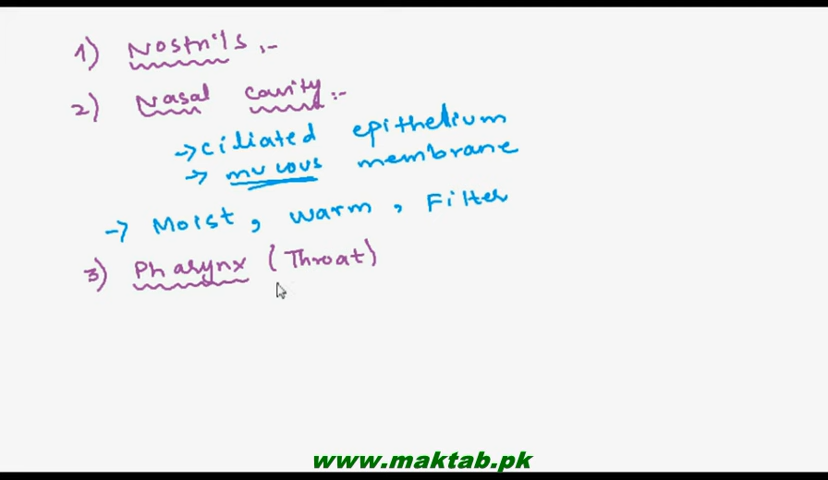 1) Nostrils :-
2) Nasal cavity :-
→ ciliated epithelium
→ mucous membrane
→ Moist, warm, Filter
3) Pharynx (Throat)
www.maktab.pk